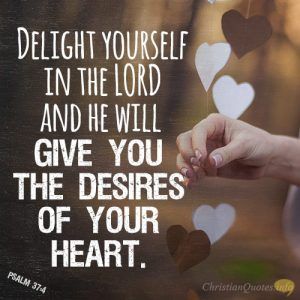 DELIGHT YOURSELF
IN THE LORD
AND HE WILL
GIVE YOU
THE DESIRES
OF YOUR
HEART.
PSALM 37:4
ChristianQuotes.info